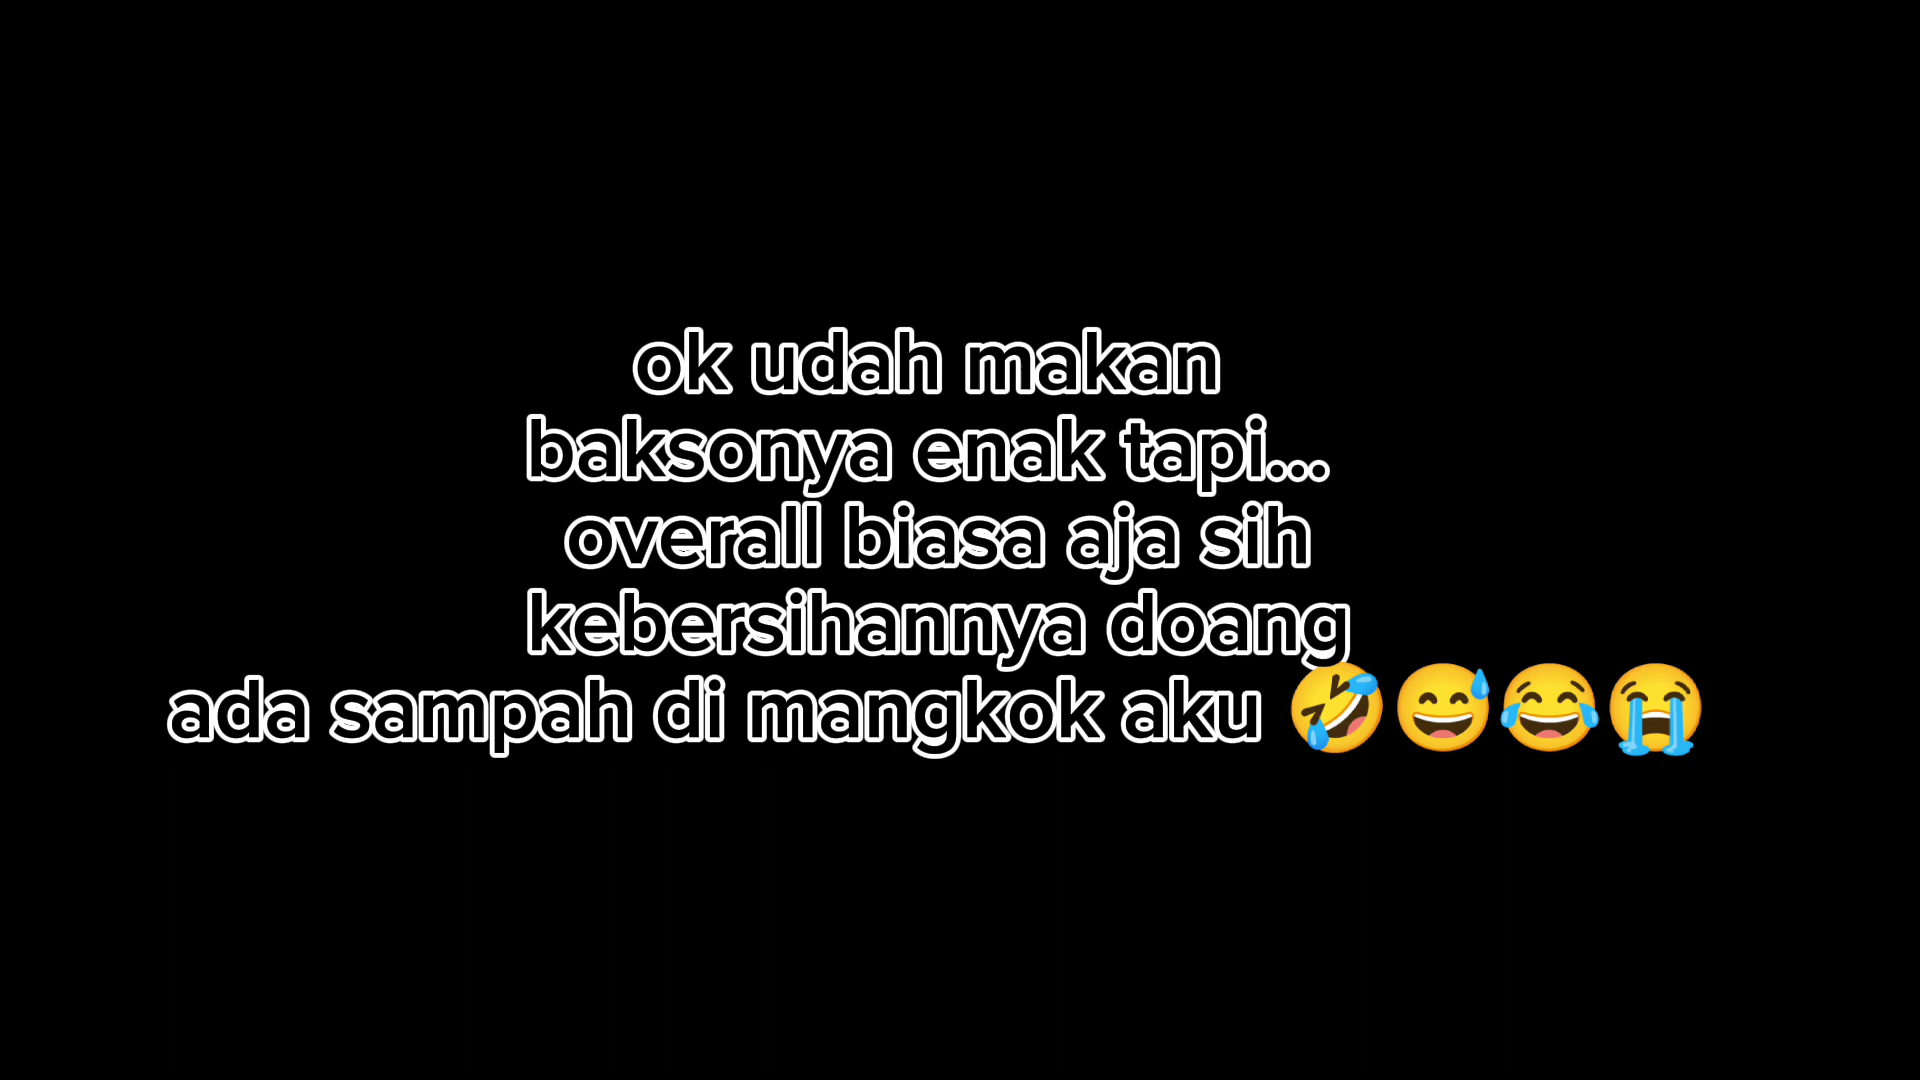 ok udah makan
baksonya enak tapi...
overall biasa aja sih
kebersihannya doang
ada sampah di mangkok aku 🤣😅😂😭